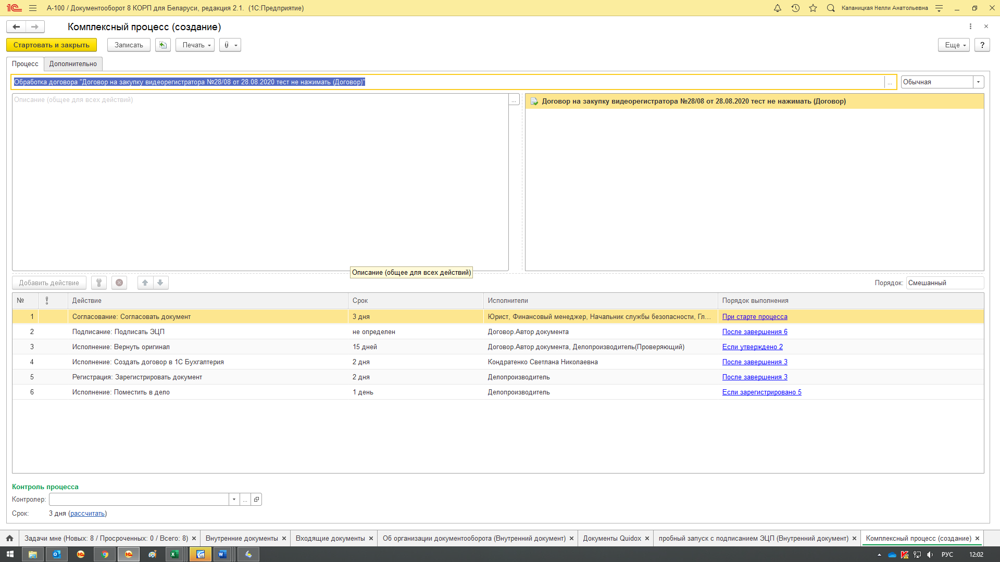 А-100 / Документооборот 8 КОРП для Беларуси, редакция 2.1. (1С:Предприятие)
Капаницкая Нелли Анатольевна
Комплексный процесс (создание)
Стартовать и закрыть
Записать
Печать
Еще
?
Процесс
Дополнительно
Обработка договора "Договор на закупку видеорегистратора №28/08 от 28.08.2020 тест не нажимать (Договор)"
...
Обычная
Описание (общее для всех действий)
...
Договор на закупку видеорегистратора №28/08 от 28.08.2020 тест не нажимать (Договор)
Описание (общее для всех действий)
Добавить действие
Порядок: Смешанный
№ ! Действие Срок Исполнители Порядок выполнения
1 Согласование: Согласовать документ 3 дня Юрист, Финансовый менеджер, Начальник службы безопасности, Гл... При старте процесса
2 Подписание: Подписать ЭЦП не определен Договор.Автор документа После завершения 6
3 Исполнение: Вернуть оригинал 15 дней Договор.Автор документа, Делопроизводитель(Проверяющий) Если утверждено 2
4 Исполнение: Создать договор в 1С Бухгалтерия 2 дня Кондратенко Светлана Николаевна После завершения 3
5 Регистрация: Зарегистрировать документ 2 дня Делопроизводитель После завершения 3
6 Исполнение: Поместить в дело 1 день Делопроизводитель Если зарегистрировано 5
Контроль процесса
Контролер:
...
Срок: 3 дня (рассчитать)
Задачи мне (Новых: 8 / Просроченных: 0 / Всего: 8)
Внутренние документы
Входящие документы
Об организации документооборота (Внутренний документ)
Документы Quidox
пробный запуск с подписанием ЭЦП (Внутренний документ)
Комплексный процесс (создание)
РУС
12:02